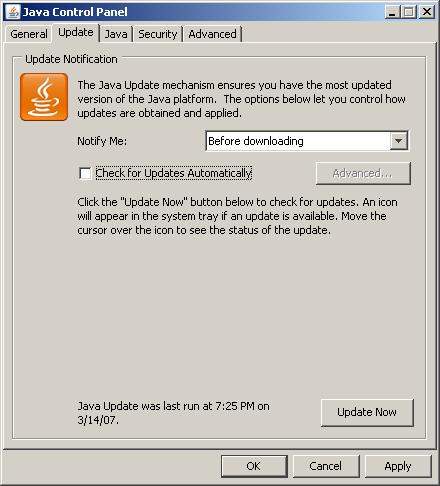 Java Control Panel
General Update Java Security Advanced
Update Notification
The Java Update mechanism ensures you have the most updated
version of the Java platform. The options below let you control how
updates are obtained and applied.
Notify Me: Before downloading
Check for Updates Automatically Advanced...
Click the "Update Now" button below to check for updates. An icon
will appear in the system tray if an update is available. Move the
cursor over the icon to see the status of the update.
Java Update was last run at 7:25 PM on
3/14/07.
Update Now
OK Cancel Apply